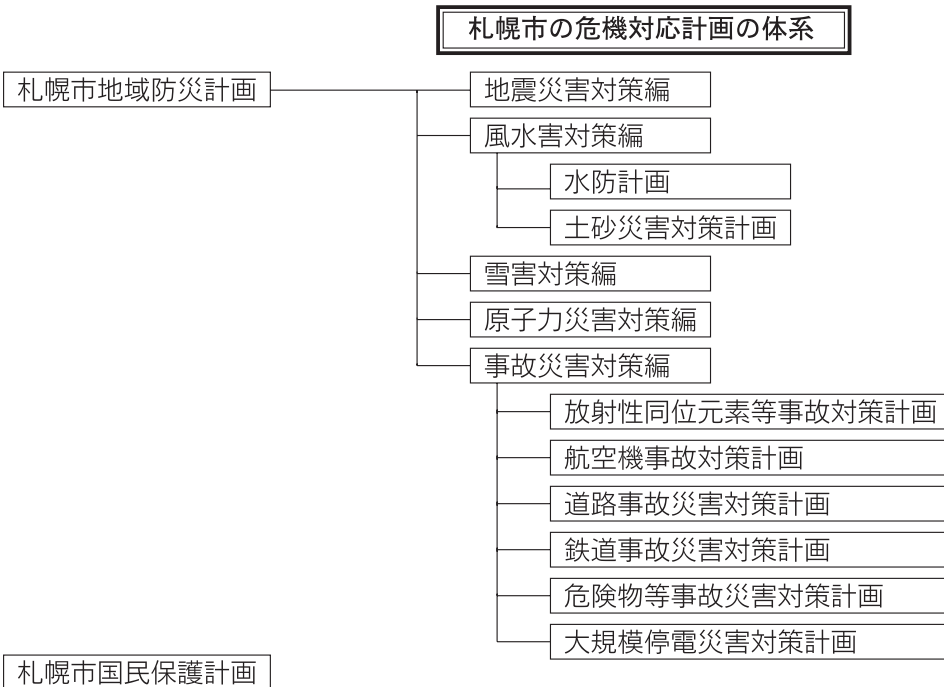 札幌市の危機対応計画の体系
札幌市地域防災計画
地震災害対策編
風水害対策編
水防計画
土砂災害対策計画
雪害対策編
原子力災害対策編
事故災害対策編
放射性同位元素等事故対策計画
航空機事故対策計画
道路事故災害対策計画
鉄道事故災害対策計画
危険物等事故災害対策計画
大規模停電災害対策計画
札幌市国民保護計画